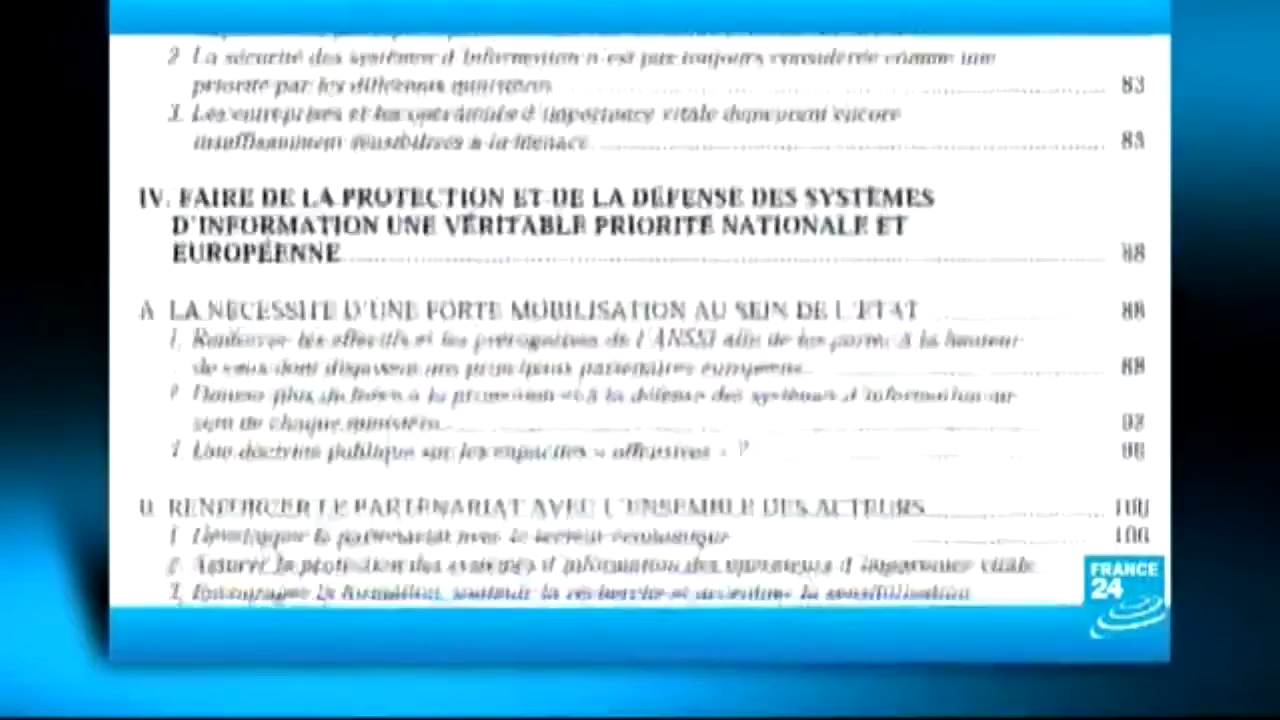 2. La sécurité des systèmes d'information n'est pas toujours considérée comme une
priorité par les différents ministères 83
3. Les entreprises et les opérateurs d'importance vitale demeurent encore
insuffisamment sensibilisés à la menace 83
IV. FAIRE DE LA PROTECTION ET DE LA DÉFENSE DES SYSTÈMES
D'INFORMATION UNE VÉRITABLE PRIORITÉ NATIONALE ET
EUROPÉENNE 88
A. LA NÉCESSITÉ D'UNE FORTE MOBILISATION AU SEIN DE L'ETAT 88
1. Renforcer les effectifs et les prérogatives de l'ANSSI afin de les porter à la hauteur
de ceux dont disposent nos principaux partenaires européens 88
2. Donner plus de force à la protection et à la défense des systèmes d'information au
sein de chaque ministère
3. Une doctrine publique sur les capacités « offensives » ?
B. RENFORCER LE PARTENARIAT AVEC L'ENSEMBLE DES ACTEURS 100
1. Développer le partenariat avec le secteur économique 100
2. Assurer la protection des systèmes d'information des opérateurs d'importance vitale
3. Encourager la formation, soutenir la recherche et accentuer la sensibilisation
FRANCE
24